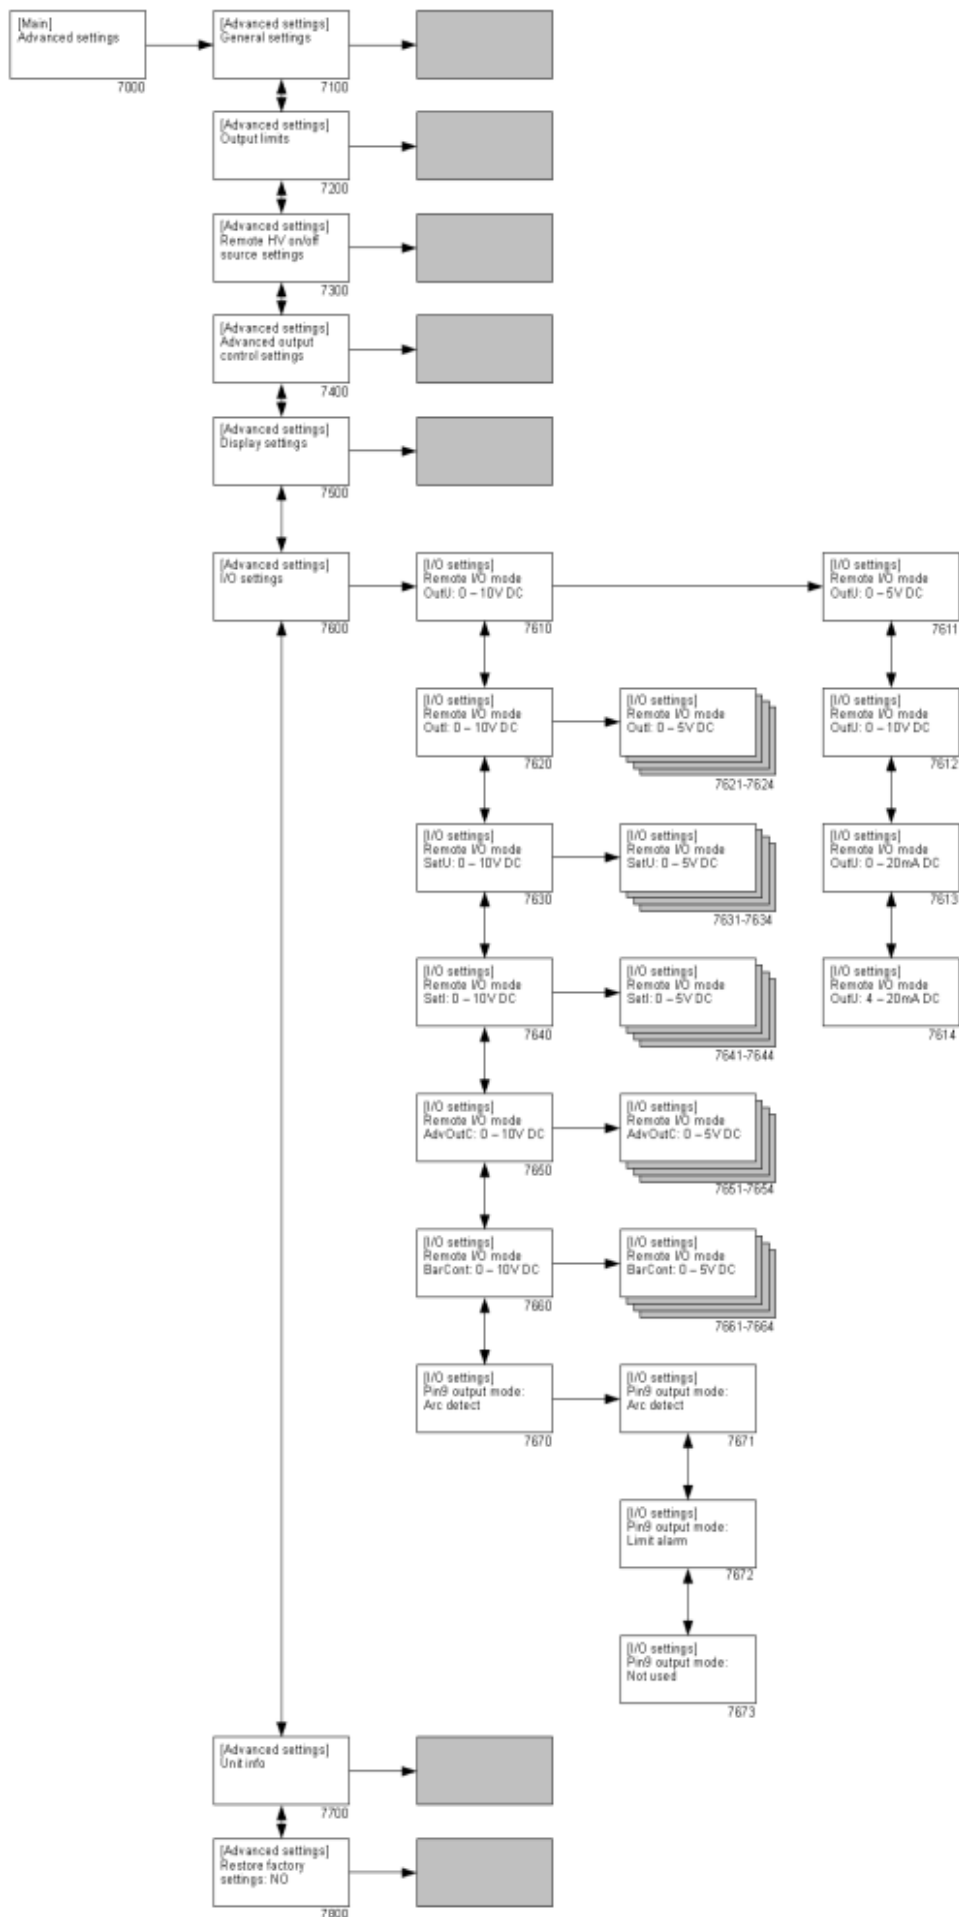 [Main]
Advanced settings
7000
[Advanced settings]
General settings
7100
[Advanced settings]
Output limits
7200
[Advanced settings]
Remote HV on/off
source settings
7300
[Advanced settings]
Advanced output
control settings
7400
[Advanced settings]
Display settings
7500
[Advanced settings]
I/O settings
7600
[I/O settings]
Remote I/O mode
OutU: 0 – 10V DC
7610
[I/O settings]
Remote I/O mode
OutU: 0 – 5V DC
7611
[I/O settings]
Remote I/O mode
OutI: 0 – 10V DC
7620
[I/O settings]
Remote I/O mode
OutI: 0 – 5V DC
7621-7624
[I/O settings]
Remote I/O mode
OutU: 0 – 10V DC
7612
[I/O settings]
Remote I/O mode
SetU: 0 – 10V DC
7630
[I/O settings]
Remote I/O mode
SetU: 0 – 5V DC
7631-7634
[I/O settings]
Remote I/O mode
OutU: 0 – 20mA DC
7613
[I/O settings]
Remote I/O mode
SetI: 0 – 10V DC
7640
[I/O settings]
Remote I/O mode
SetI: 0 – 5V DC
7641-7644
[I/O settings]
Remote I/O mode
OutU: 4 – 20mA DC
7614
[I/O settings]
Remote I/O mode
AdvOutC: 0 – 10V DC
7650
[I/O settings]
Remote I/O mode
AdvOutC: 0 – 5V DC
7651-7654
[I/O settings]
Remote I/O mode
BarCont: 0 – 10V DC
7660
[I/O settings]
Remote I/O mode
BarCont: 0 – 5V DC
7661-7664
[I/O settings]
Pin9 output mode:
Arc detect
7670
[I/O settings]
Pin9 output mode:
Arc detect
7671
[I/O settings]
Pin9 output mode:
Limit alarm
7672
[I/O settings]
Pin9 output mode:
Not used
7673
[Advanced settings]
Unit info
7700
[Advanced settings]
Restore factory
settings: NO
7800